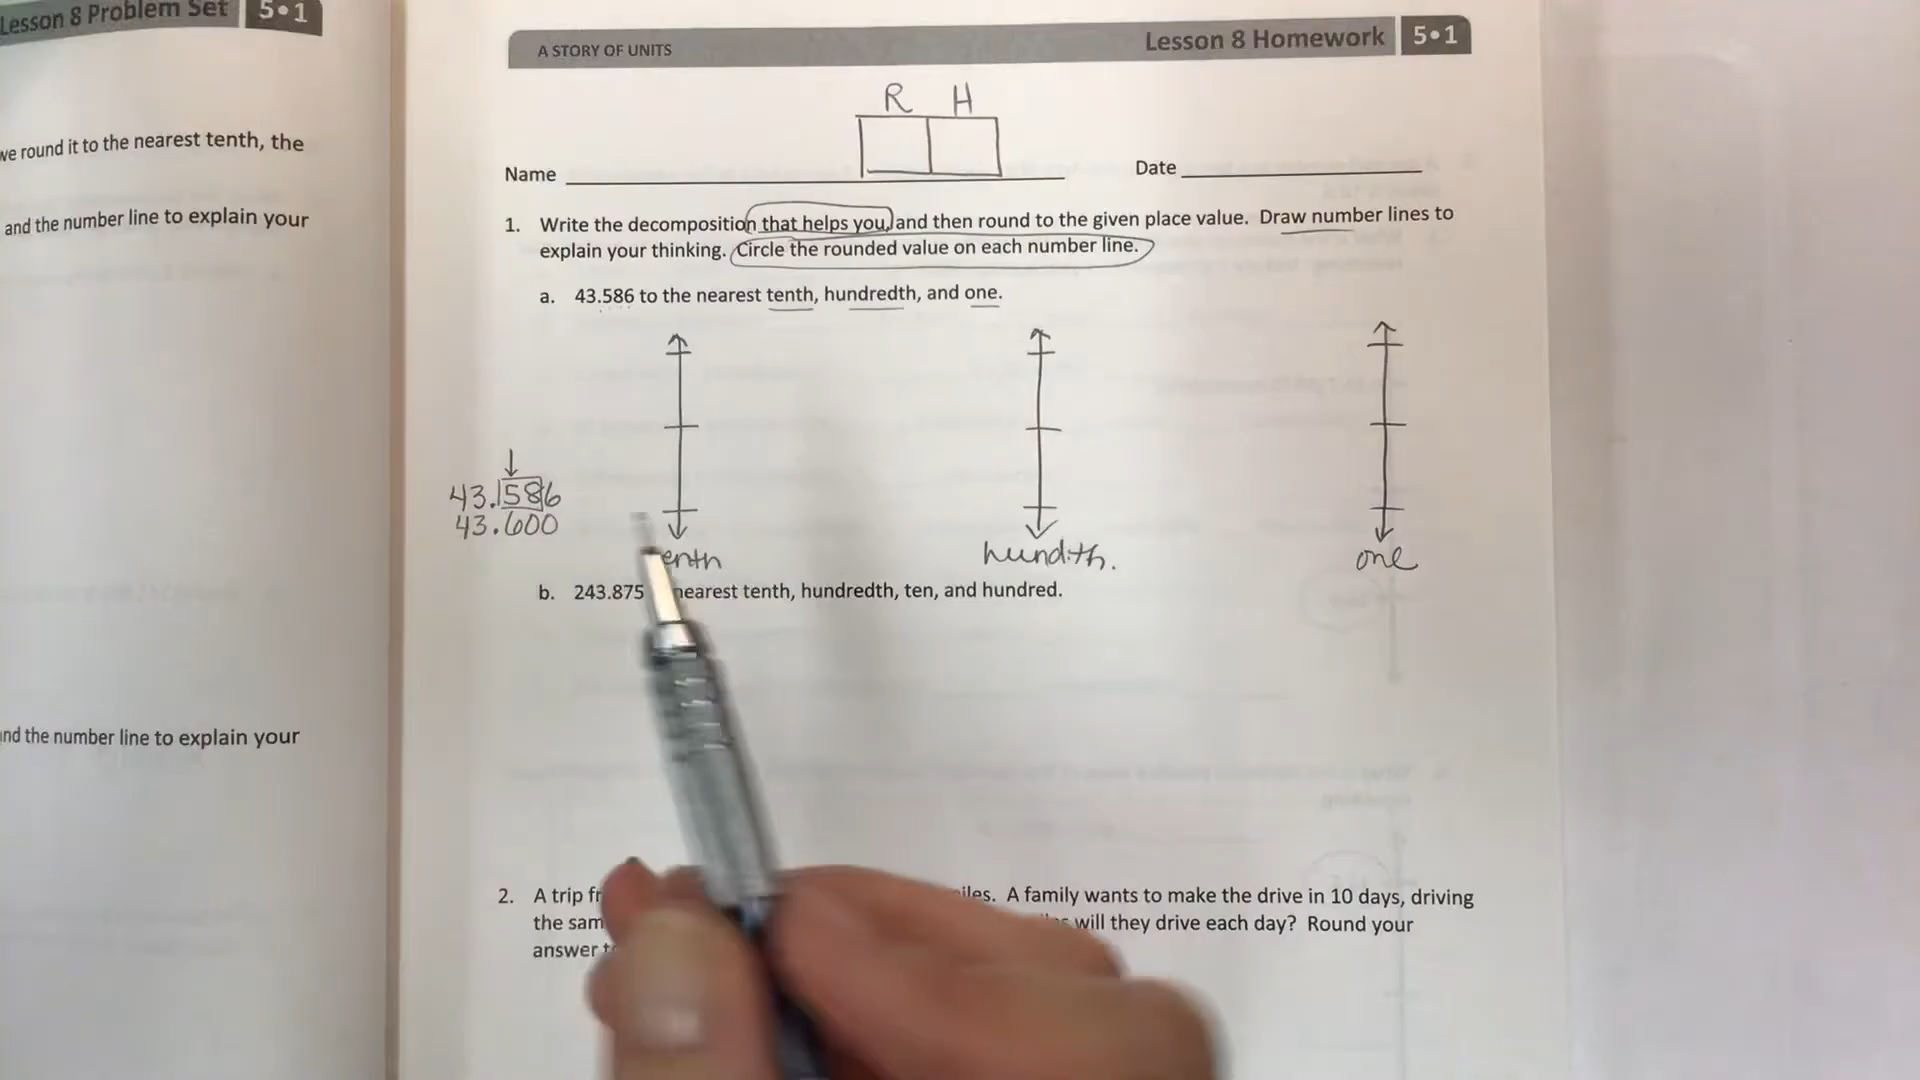 Lesson 8 Problem Set 5•1
we round it to the nearest tenth, the
and the number line to explain your
and the number line to explain your
A STORY OF UNITS
Lesson 8 Homework 5•1
R H
Name
Date
1. Write the decomposition that helps you, and then round to the given place value. Draw number lines to
explain your thinking. Circle the rounded value on each number line.
a. 43.586 to the nearest tenth, hundredth, and one.
43.586
43.600
enth
hundith.
one
b. 243.875 nearest tenth, hundredth, ten, and hundred.
2. A trip A family wants to make the drive in 10 days, driving
the will they drive each day? Round your
answer